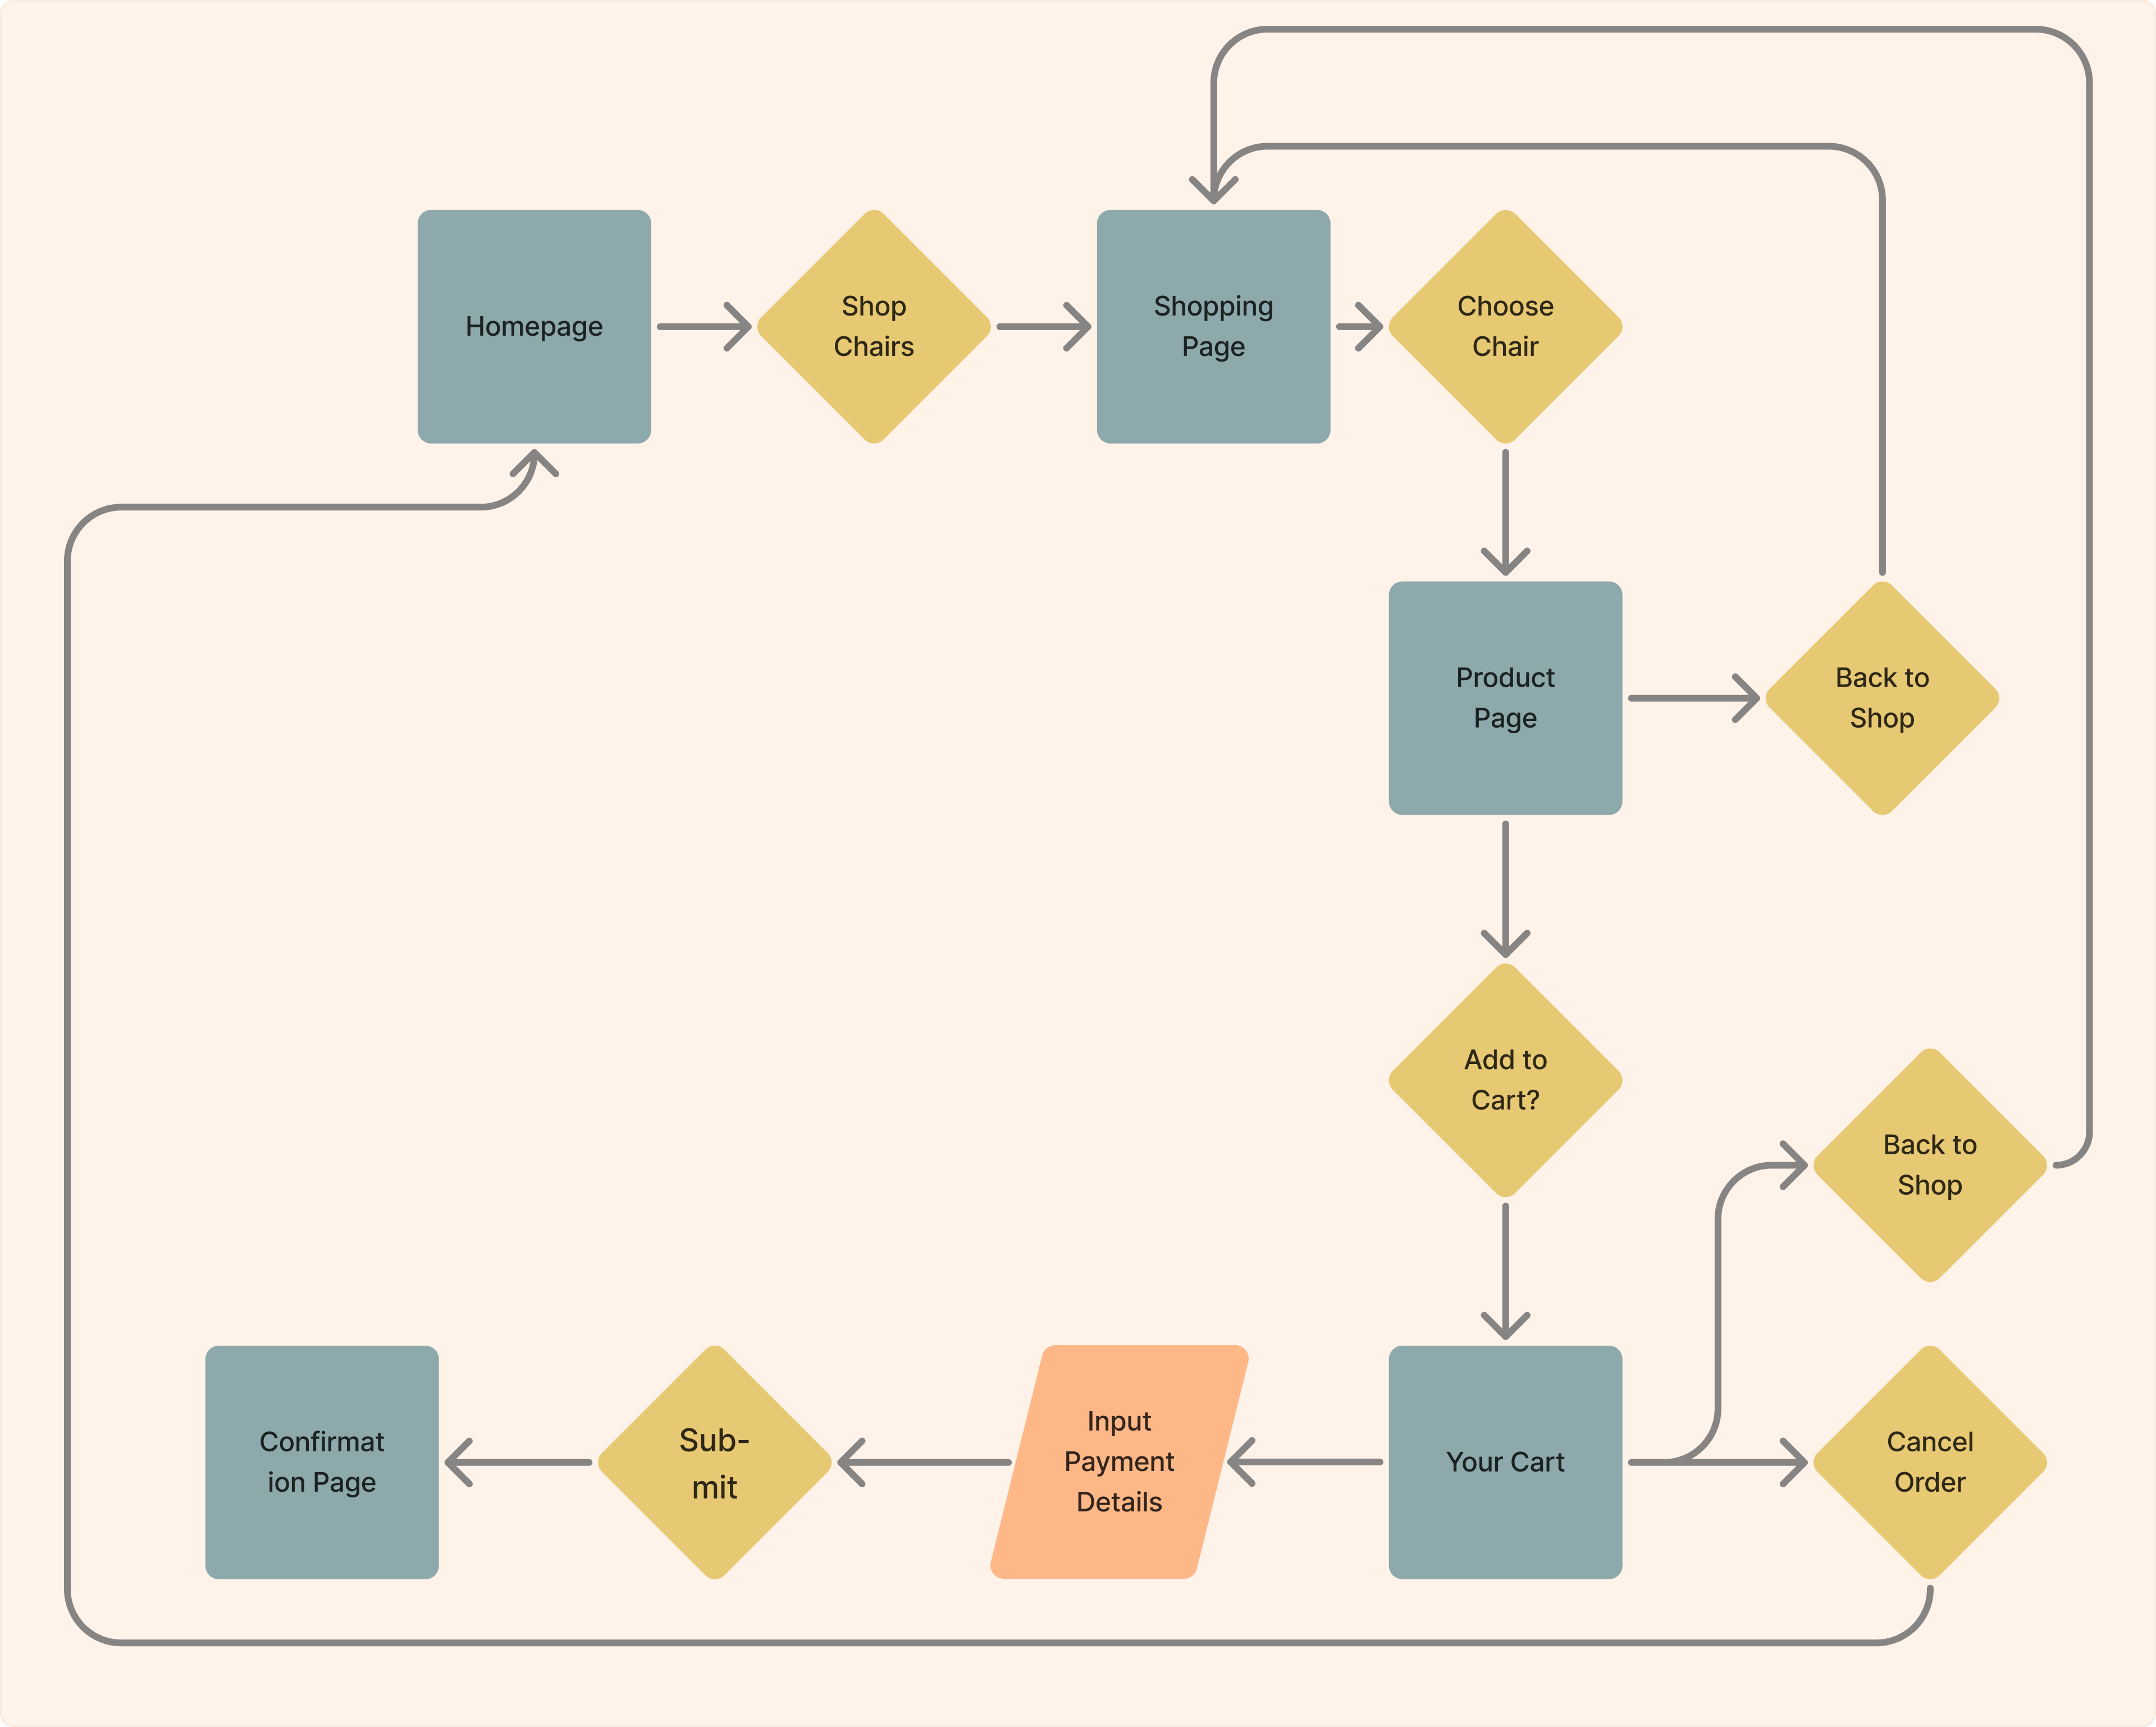 Homepage
Shop
Chairs
Shopping
Page
Choose
Chair
Product
Page
Back to
Shop
Add to
Cart?
Back to
Shop
Confirmat
ion Page
Sub-
mit
Input
Payment
Details
Your Cart
Cancel
Order